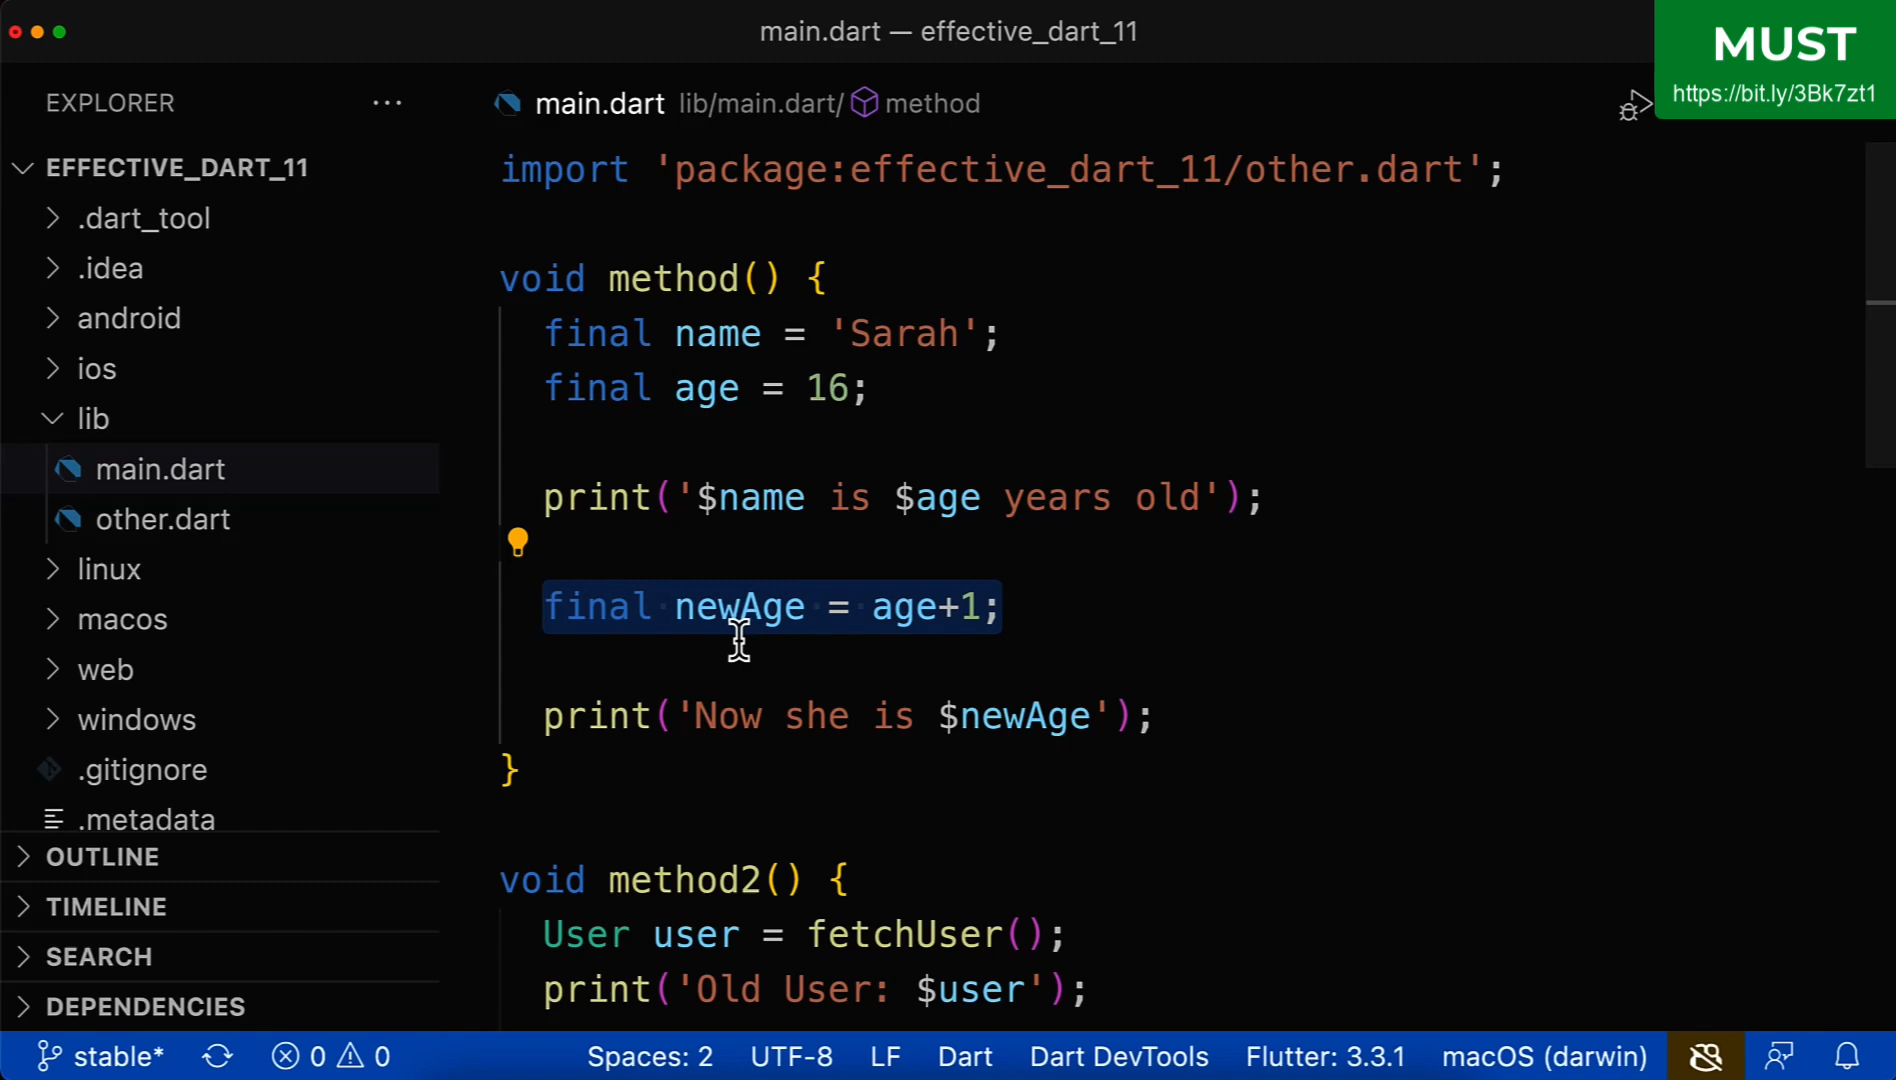 main.dart — effective_dart_11
MUST
https://bit.ly/3Bk7zt1
EXPLORER
EFFECTIVE_DART_11
.dart_tool
.idea
android
ios
lib
main.dart
other.dart
linux
macos
web
windows
.gitignore
.metadata
OUTLINE
TIMELINE
SEARCH
DEPENDENCIES
main.dart lib/main.dart/ method
import 'package:effective_dart_11/other.dart';
void method() {
final name = 'Sarah';
final age = 16;
print('$name is $age years old');
final newAge = age+1;
print('Now she is $newAge');
}
void method2() {
User user = fetchUser();
print('Old User: $user');
stable* 0 0 Spaces: 2 UTF-8 LF Dart Dart DevTools Flutter: 3.3.1 macOS (darwin)